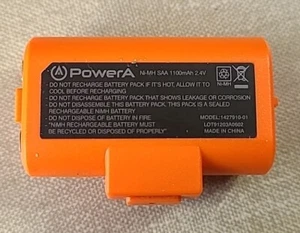 PowerA Ni-MH SAA 1100mAh 2.4V
- DO NOT RECHARGE BATTERY PACK IF IT'S HOT. ALLOW IT TO
COOL BEFORE RECHARGING
- DO NOT RECHARGE BATTERY PACK THAT SHOWS LEAKAGE OR CORROSION
- DO NOT DISASSEMBLE THIS BATTERY PACK. THIS IS A SEALED
RECHARGEABLE NiMH BATTERY
- DO NOT DISPOSE OF BATTERY IN FIRE
- "NiMH RECHARGEABLE BATTERY MUST
BE RECYCLED OR DISPOSED OF PROPERLY"
MODEL:1427910-01
LOT91203A0602
MADE IN CHINA
Ni-MH